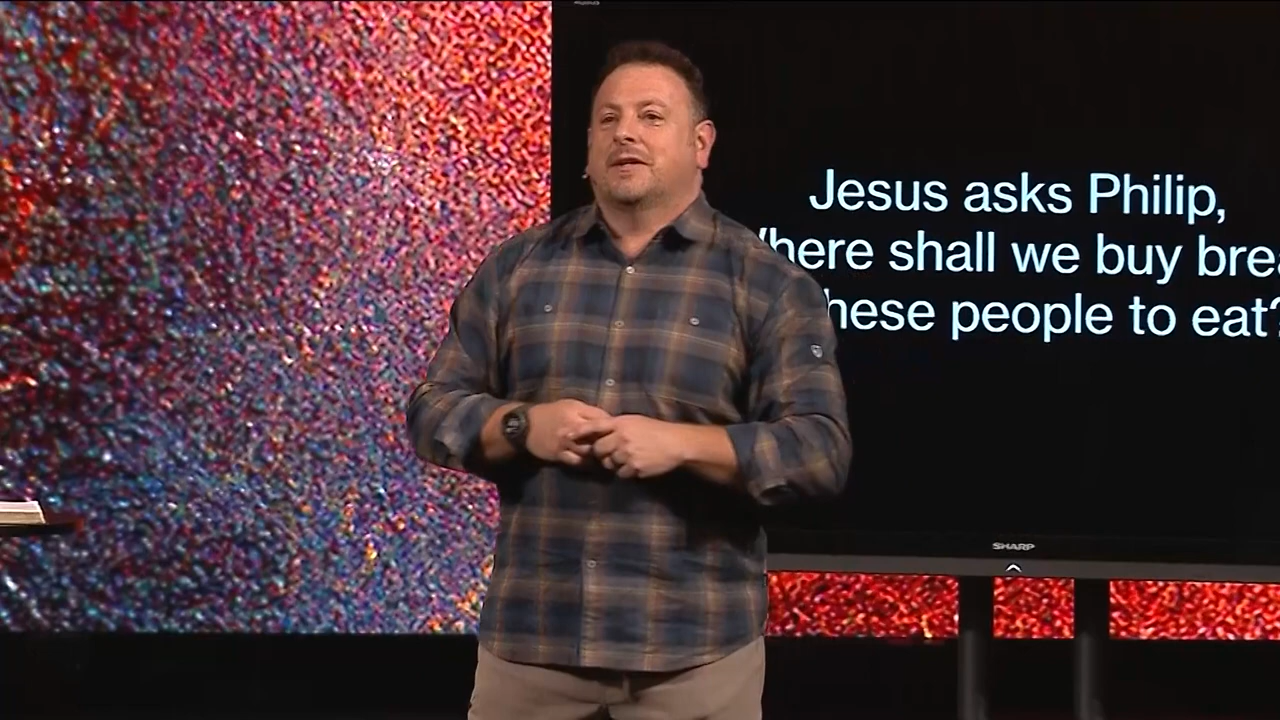 Jesus asks Philip,
here shall we buy brea
hese people to eat?
SHARP